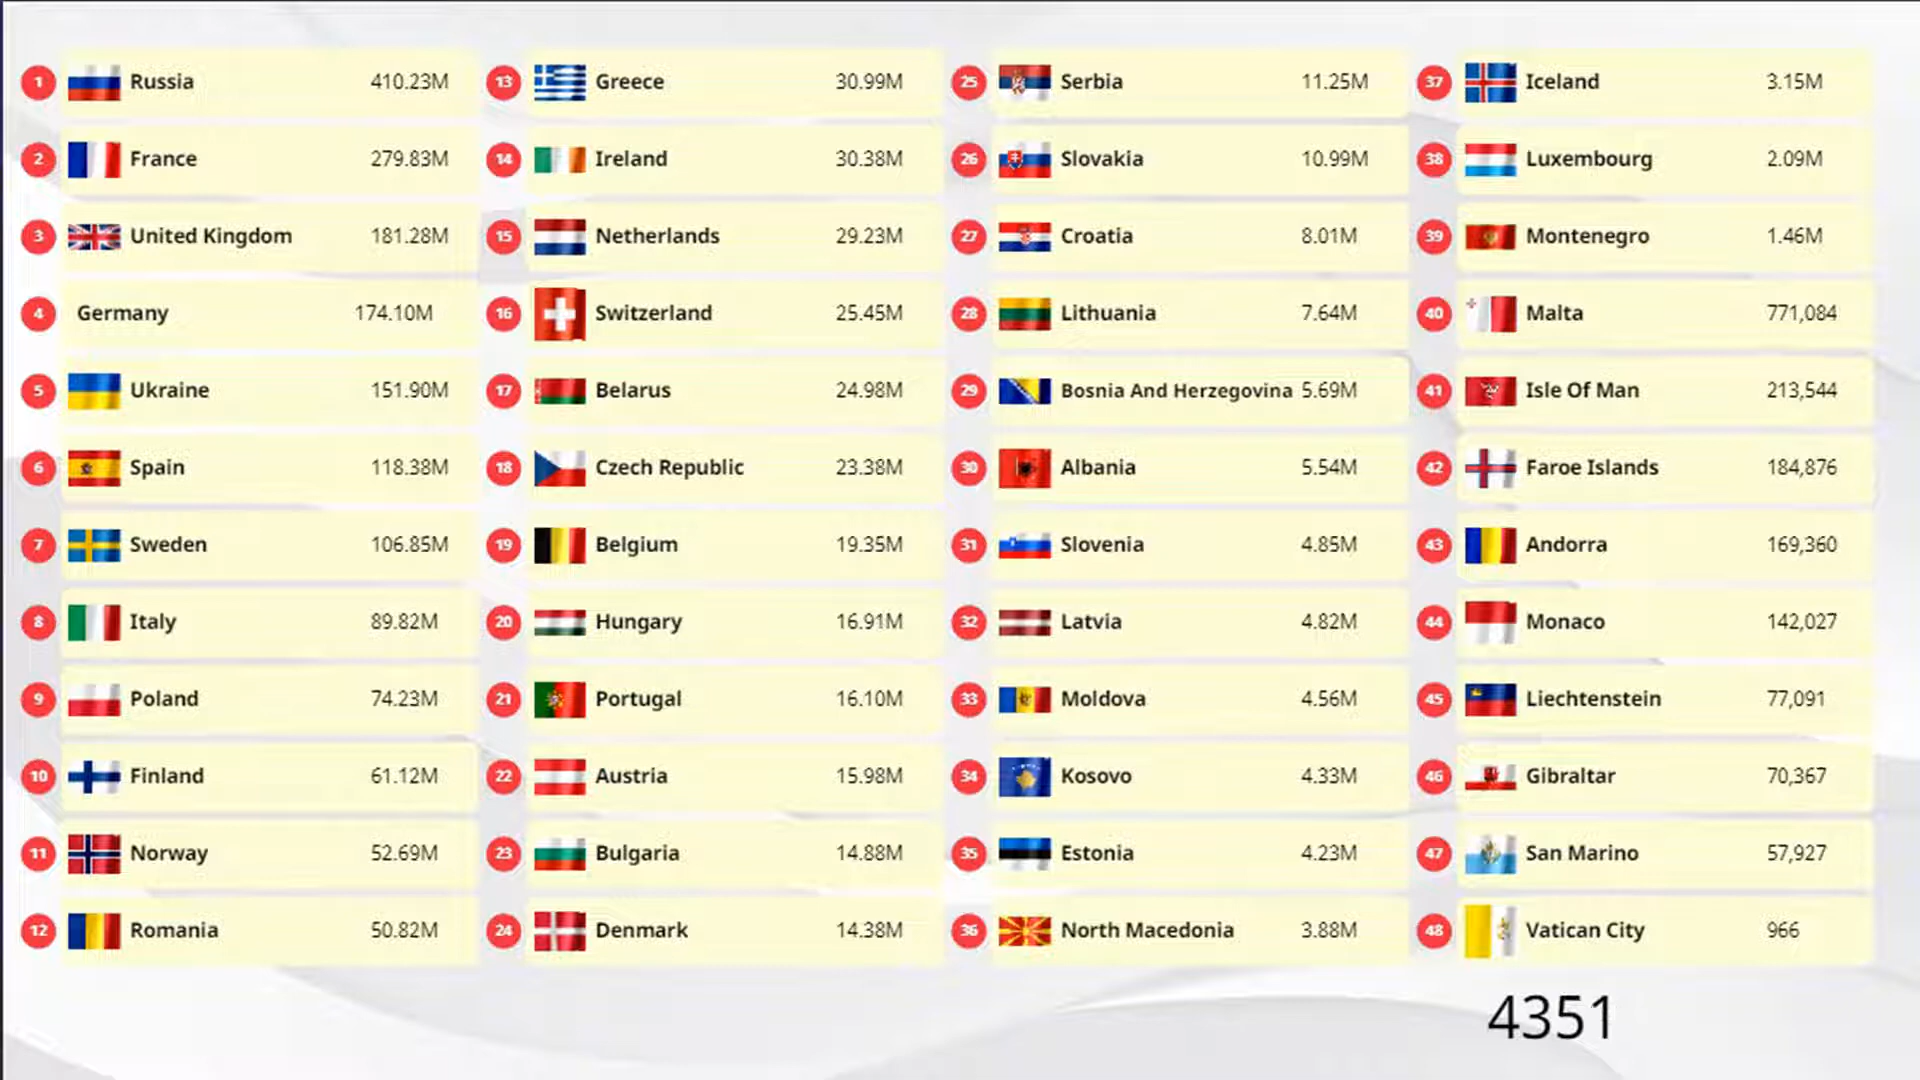 1 Russia 410.23M
2 France 279.83M
3 United Kingdom 181.28M
4 Germany 174.10M
5 Ukraine 151.90M
6 Spain 118.38M
7 Sweden 106.85M
8 Italy 89.82M
9 Poland 74.23M
10 Finland 61.12M
11 Norway 52.69M
12 Romania 50.82M
13 Greece 30.99M
14 Ireland 30.38M
15 Netherlands 29.23M
16 Switzerland 25.45M
17 Belarus 24.98M
18 Czech Republic 23.38M
19 Belgium 19.35M
20 Hungary 16.91M
21 Portugal 16.10M
22 Austria 15.98M
23 Bulgaria 14.88M
24 Denmark 14.38M
25 Serbia 11.25M
26 Slovakia 10.99M
27 Croatia 8.01M
28 Lithuania 7.64M
29 Bosnia And Herzegovina 5.69M
30 Albania 5.54M
31 Slovenia 4.85M
32 Latvia 4.82M
33 Moldova 4.56M
34 Kosovo 4.33M
35 Estonia 4.23M
36 North Macedonia 3.88M
37 Iceland 3.15M
38 Luxembourg 2.09M
39 Montenegro 1.46M
40 Malta 771,084
41 Isle Of Man 213,544
42 Faroe Islands 184,876
43 Andorra 169,360
44 Monaco 142,027
45 Liechtenstein 77,091
46 Gibraltar 70,367
47 San Marino 57,927
48 Vatican City 966
4351